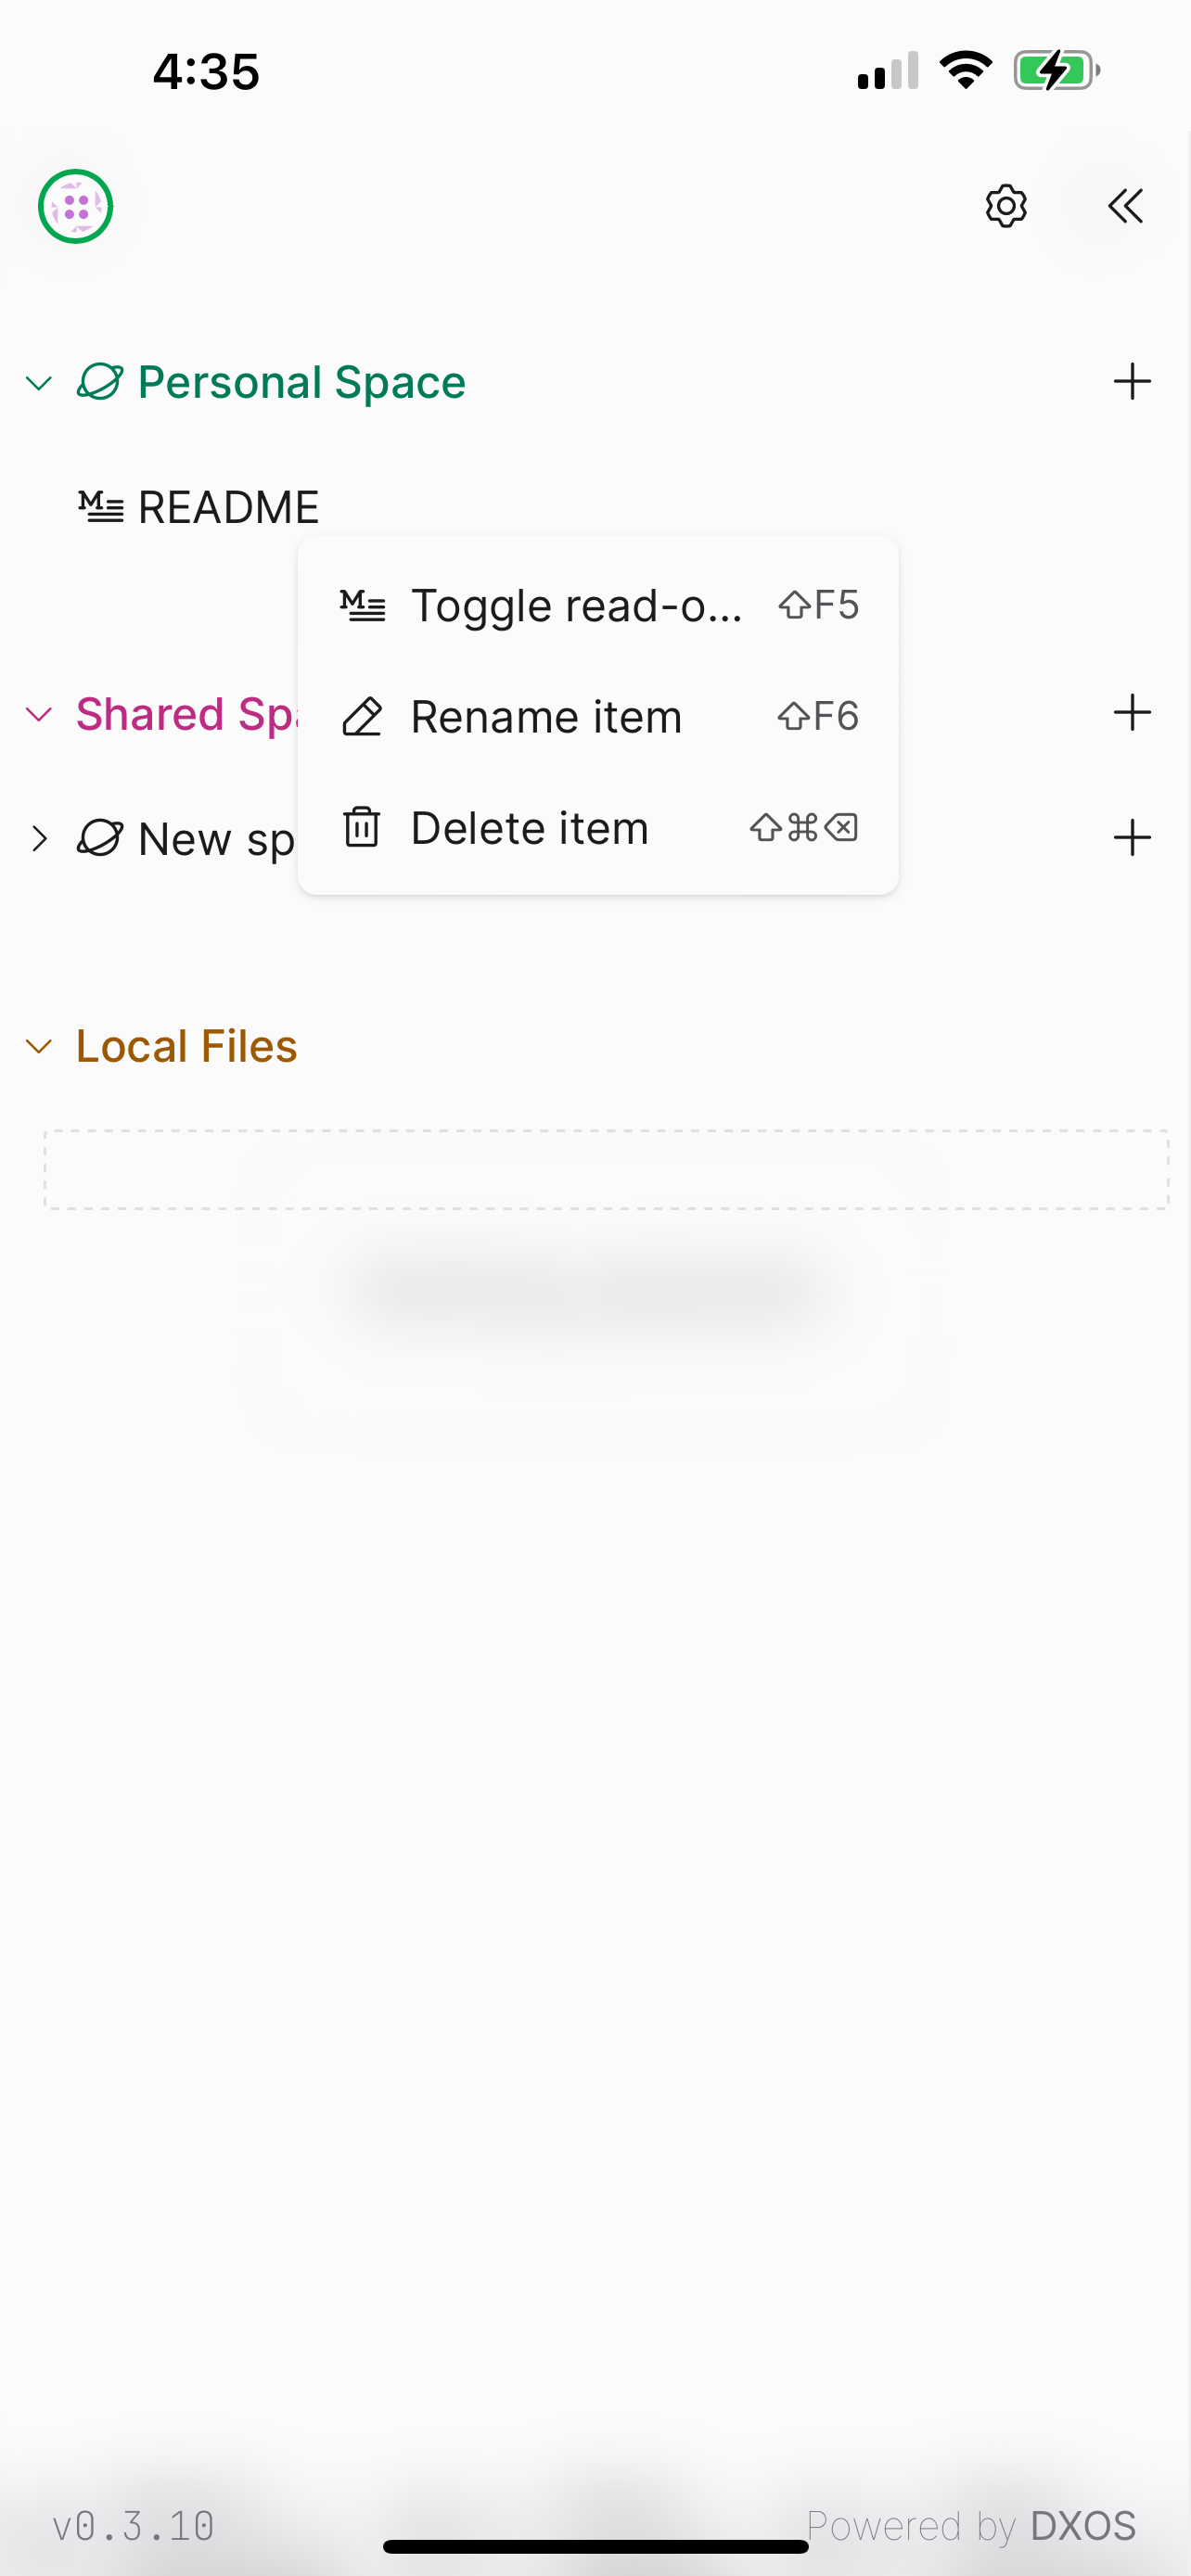 4:35
Personal Space
README
Toggle read-o... ⇧F5
Shared Spa
Rename item ⇧F6
New sp
Delete item ⇧⌘⌫
Local Files
v0.3.10
Powered by DXOS